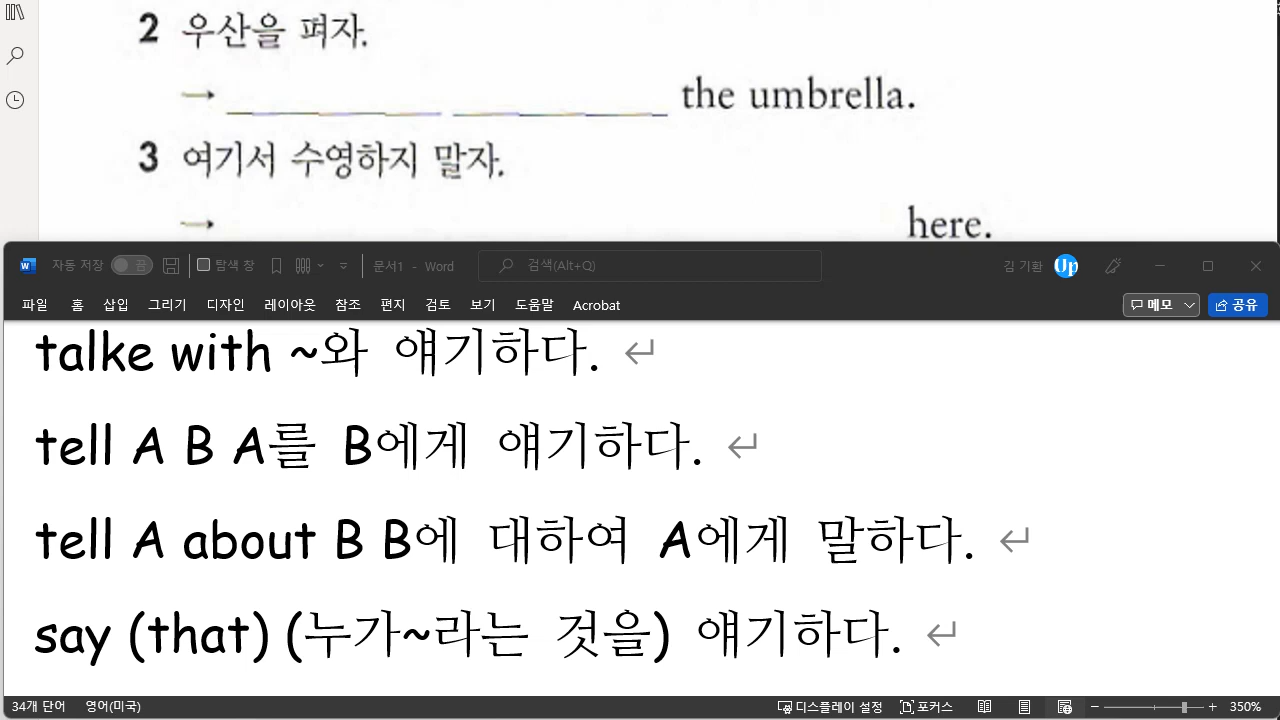 2 우산을 펴자.
→ ______ ______ the umbrella.
3 여기서 수영하지 말자.
→ here.
자동 저장 끔 탐색 창 문서1 - Word 검색(Alt+Q) 김 기환 Up
파일 홈 삽입 그리기 디자인 레이아웃 참조 편지 검토 보기 도움말 Acrobat 메모 공유
talke with ~와 얘기하다. ↵
tell A B A를 B에게 얘기하다. ↵
tell A about B B에 대하여 A에게 말하다. ↵
say (that) (누가~라는 것을) 얘기하다. ↵
34개 단어 영어(미국) 디스플레이 설정 포커스 350%